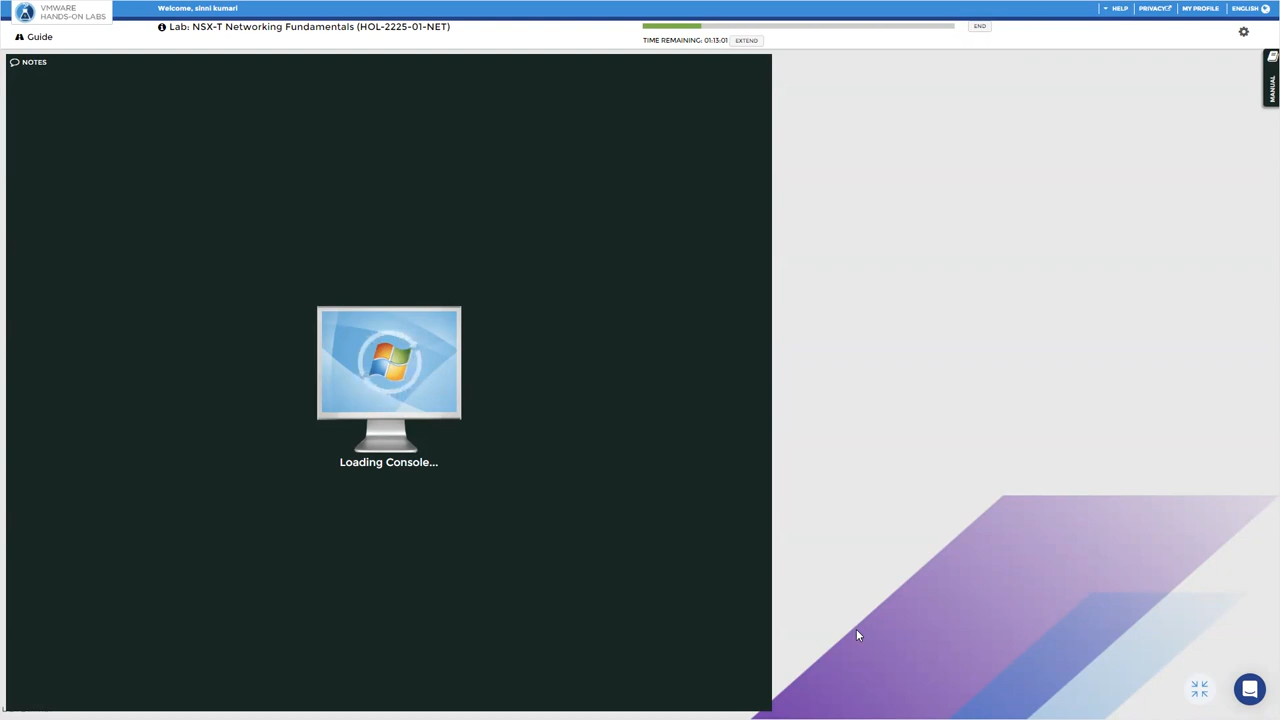 VMWARE
HANDS-ON LABS
Welcome, sinni kumari
HELP
PRIVACY
MY PROFILE
ENGLISH
Guide
Lab: NSX-T Networking Fundamentals (HOL-2225-01-NET)
END
TIME REMAINING: 01:13:01 EXTEND
NOTES
MANUAL
Loading Console...